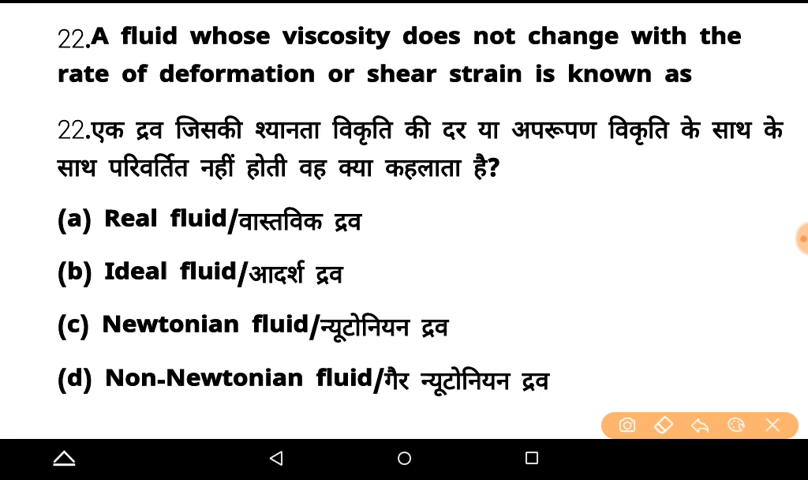 22.A fluid whose viscosity does not change with the
rate of deformation or shear strain is known as
22.एक द्रव जिसकी श्यानता विकृति की दर या अपरूपण विकृति के साथ के
साथ परिवर्तित नहीं होती वह क्या कहलाता है?
(a) Real fluid/वास्तविक द्रव
(b) Ideal fluid/आदर्श द्रव
(c) Newtonian fluid/न्यूटोनियन द्रव
(d) Non-Newtonian fluid/गैर न्यूटोनियन द्रव